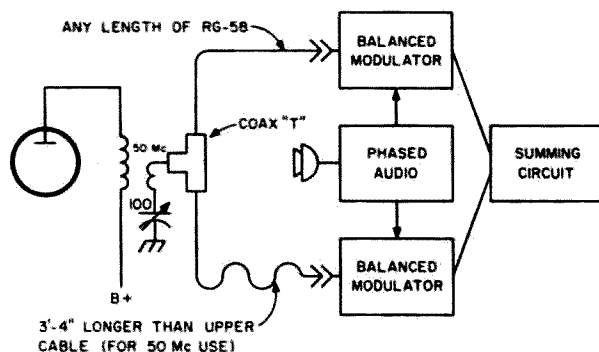 ANY LENGTH OF RG-58
BALANCED
MODULATOR
COAX "T"
50 Mc
100
PHASED
AUDIO
SUMMING
CIRCUIT
B+
BALANCED
MODULATOR
3'-4" LONGER THAN UPPER
CABLE (FOR 50 Mc USE)